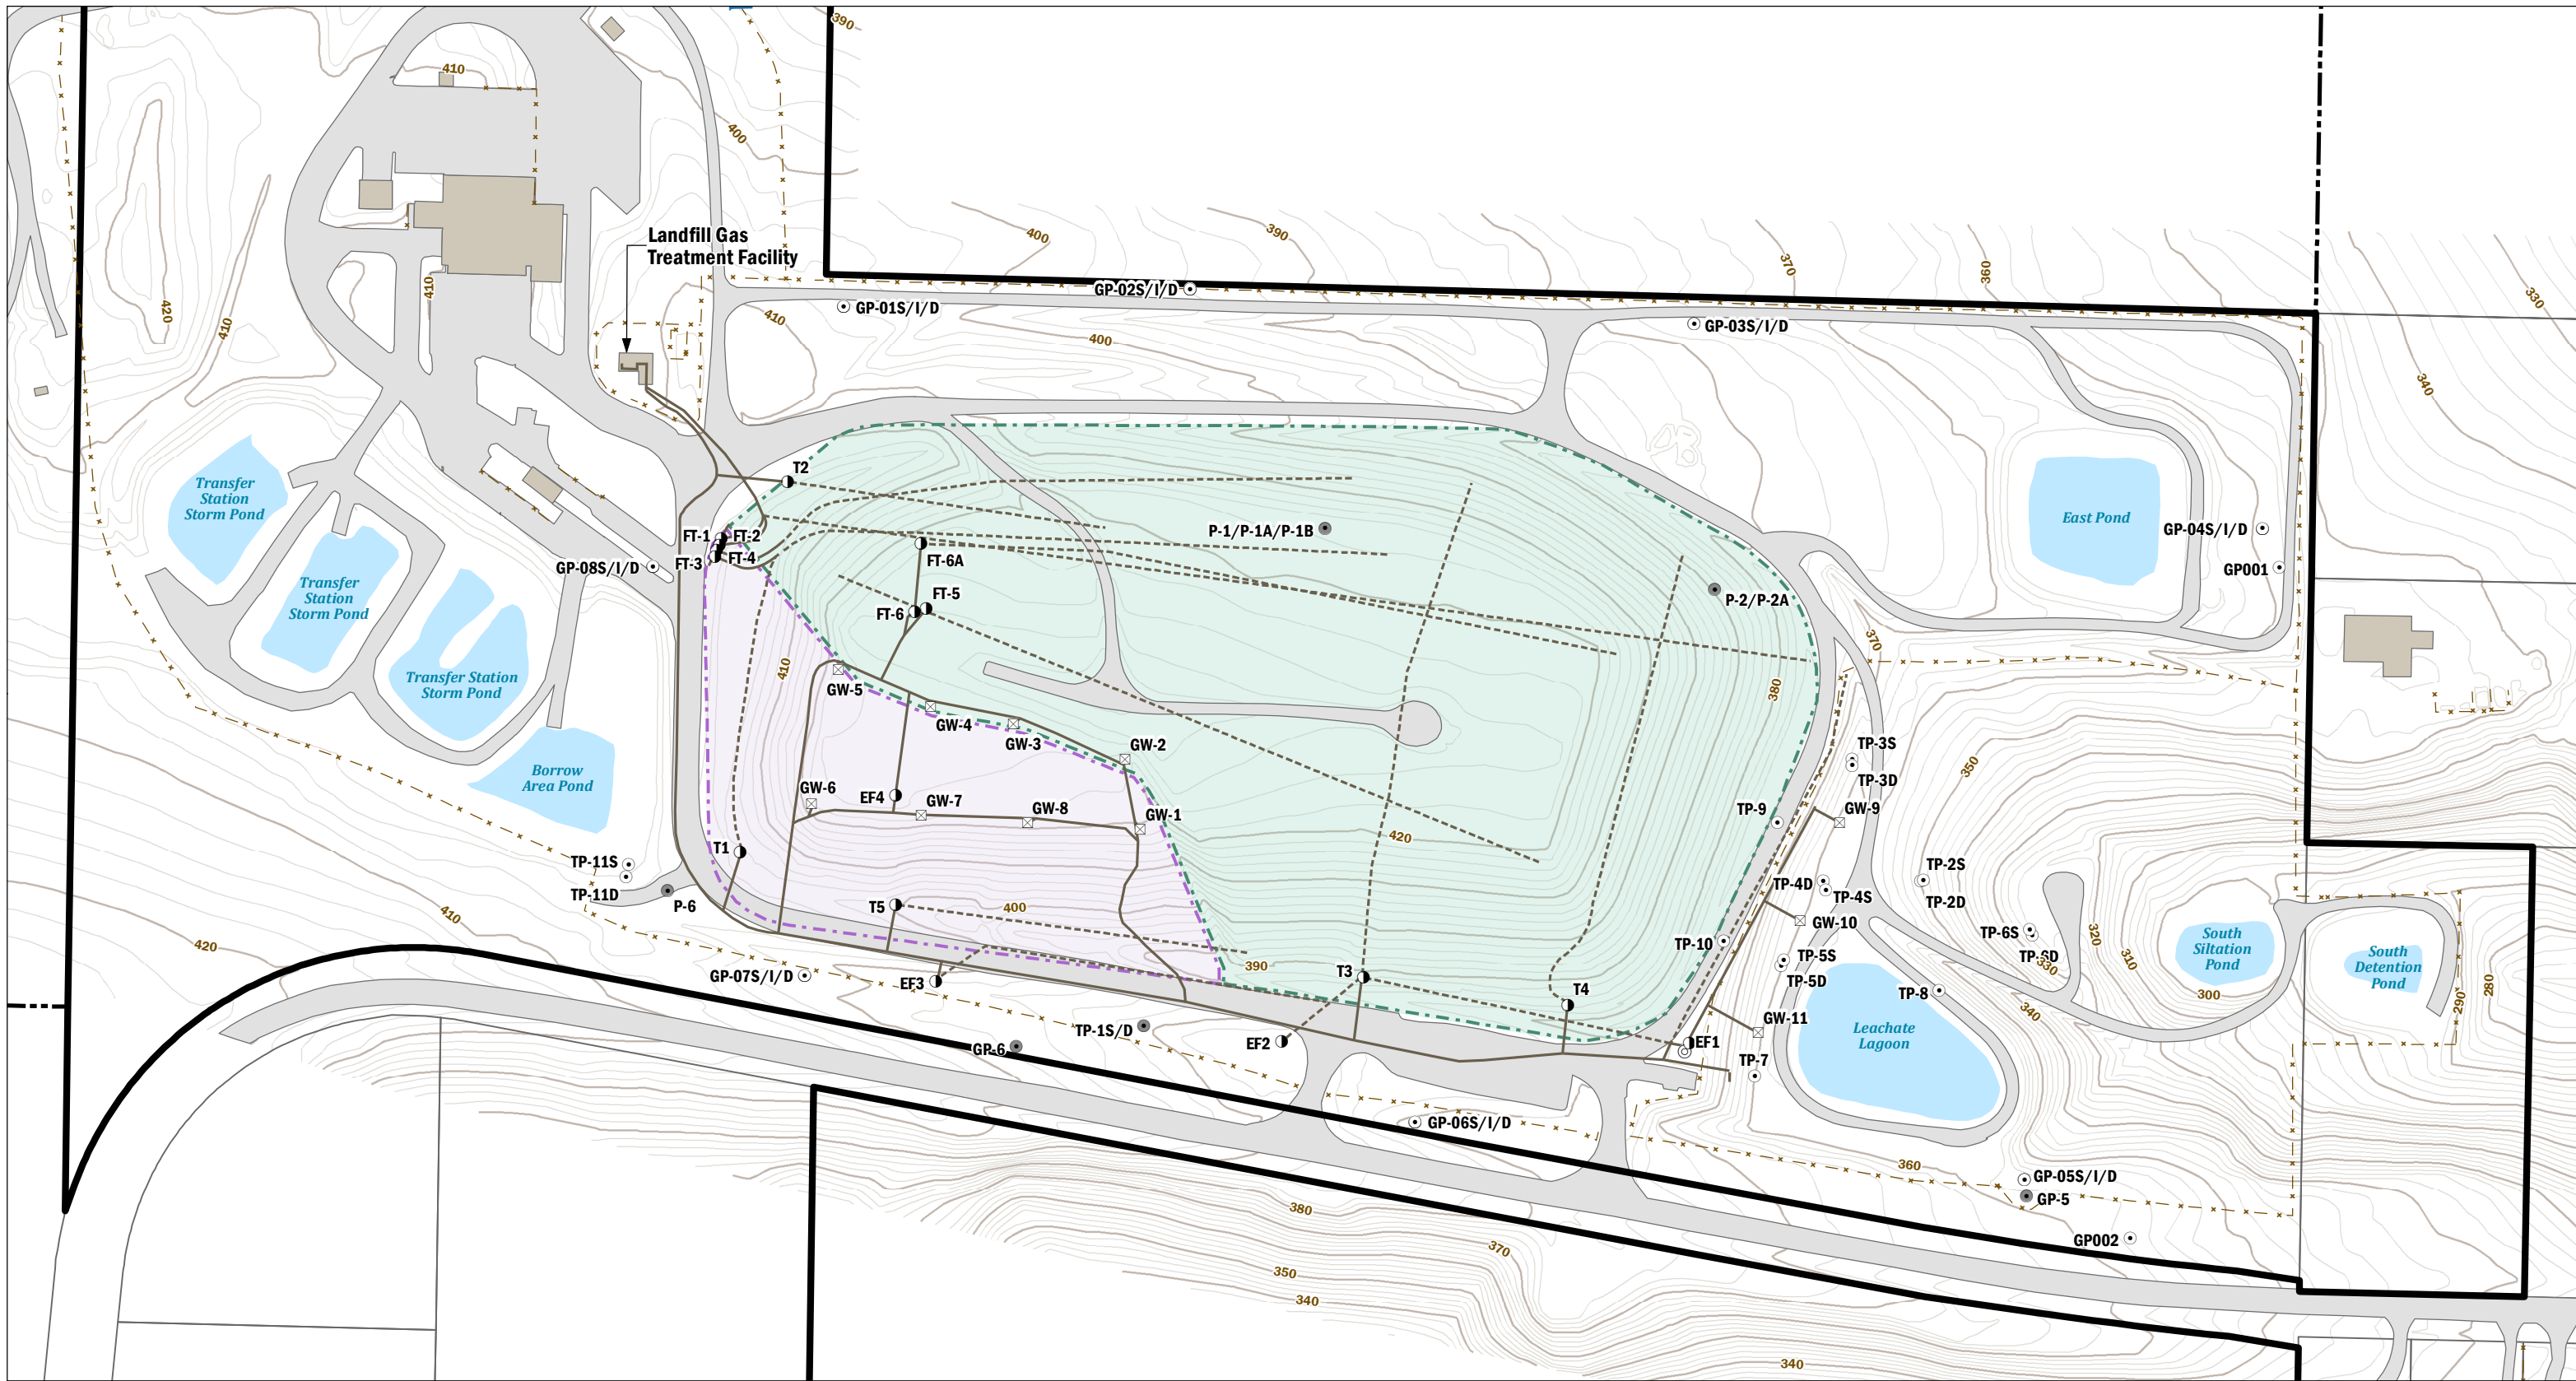 390
410
400
Landfill Gas
Treatment Facility
400
390
370
360
330
420
410
410
GP-02S/I/D
GP-01S/I/D
410
GP-03S/I/D
400
340
T2
Transfer
Station
Storm Pond
East Pond
GP-04S/I/D
P-1/P-1A/P-1B
FT-1
FT-2
FT-3
FT-4
FT-6A
GP-08S/I/D
GP001
Transfer
Station
Storm Pond
FT-5
FT-6
P-2/P-2A
370
410
Transfer Station
Storm Pond
GW-5
380
GW-4
GW-3
GW-2
TP-3S
350
TP-3D
Borrow
Area Pond
GW-6
EF4
GW-7
GW-8
GW-1
TP-9
GW-9
420
T1
TP-11S
TP-11D
P-6
TP-2S
TP-2D
TP-4D
TP-4S
T5
400
410
420
GW-10
TP-6S
TP-6D
330
320
310
South
Siltation
Pond
South
Detention
Pond
TP-10
TP-5S
TP-5D
390
T3
GP-07S/I/D
EF3
T4
TP-8
300
290
280
340
TP-1S/D
GW-11
Leachate
Lagoon
GP-6
EF2
EF1
TP-7
GP-06S/I/D
360
GP-05S/I/D
GP-5
380
GP002
370
350
340
340